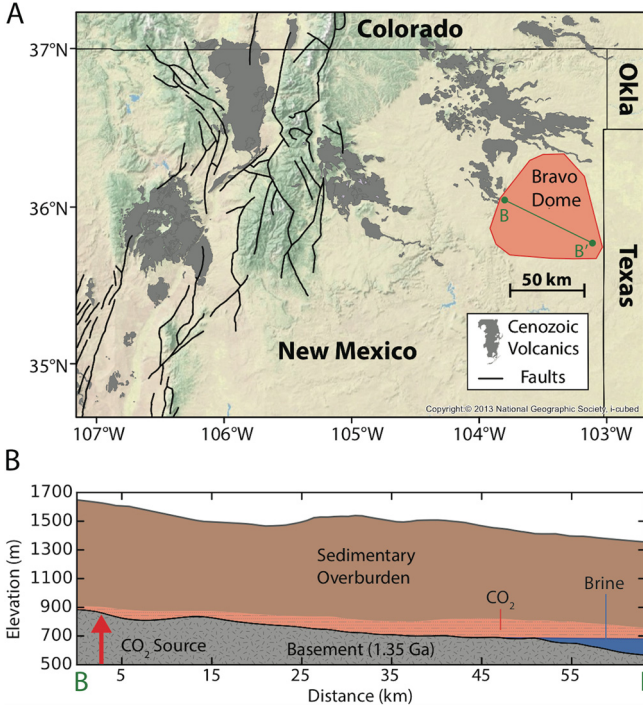 A
Colorado
37°N
Okla
Bravo
Dome
36°N
B
B'
Texas
50 km
Cenozoic
Volcanics
New Mexico
35°N
Faults
Copyright:© 2013 National Geographic Society, i-cubed
107°W
106°W
105°W
104°W
103°W
B
1700
1500
1300
1100
900
700
500
Elevation (m)
Sedimentary
Overburden
Brine
CO2
CO2 Source
Basement (1.35 Ga)
B
5
15
25
35
45
55
Distance (km)